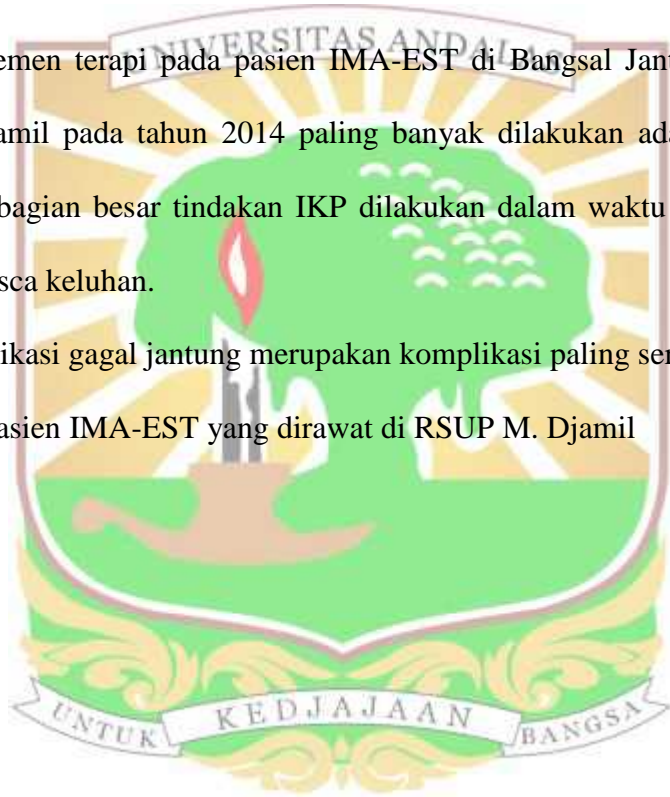 UNIVERSITAS ANDALAS
emen terapi pada pasien IMA-EST di Bangsal Jant
amil pada tahun 2014 paling banyak dilakukan ada
bagian besar tindakan IKP dilakukan dalam waktu
sca keluhan.
ikasi gagal jantung merupakan komplikasi paling ser
asien IMA-EST yang dirawat di RSUP M. Djamil
UNTUK KEDJAJAAN BANGSA